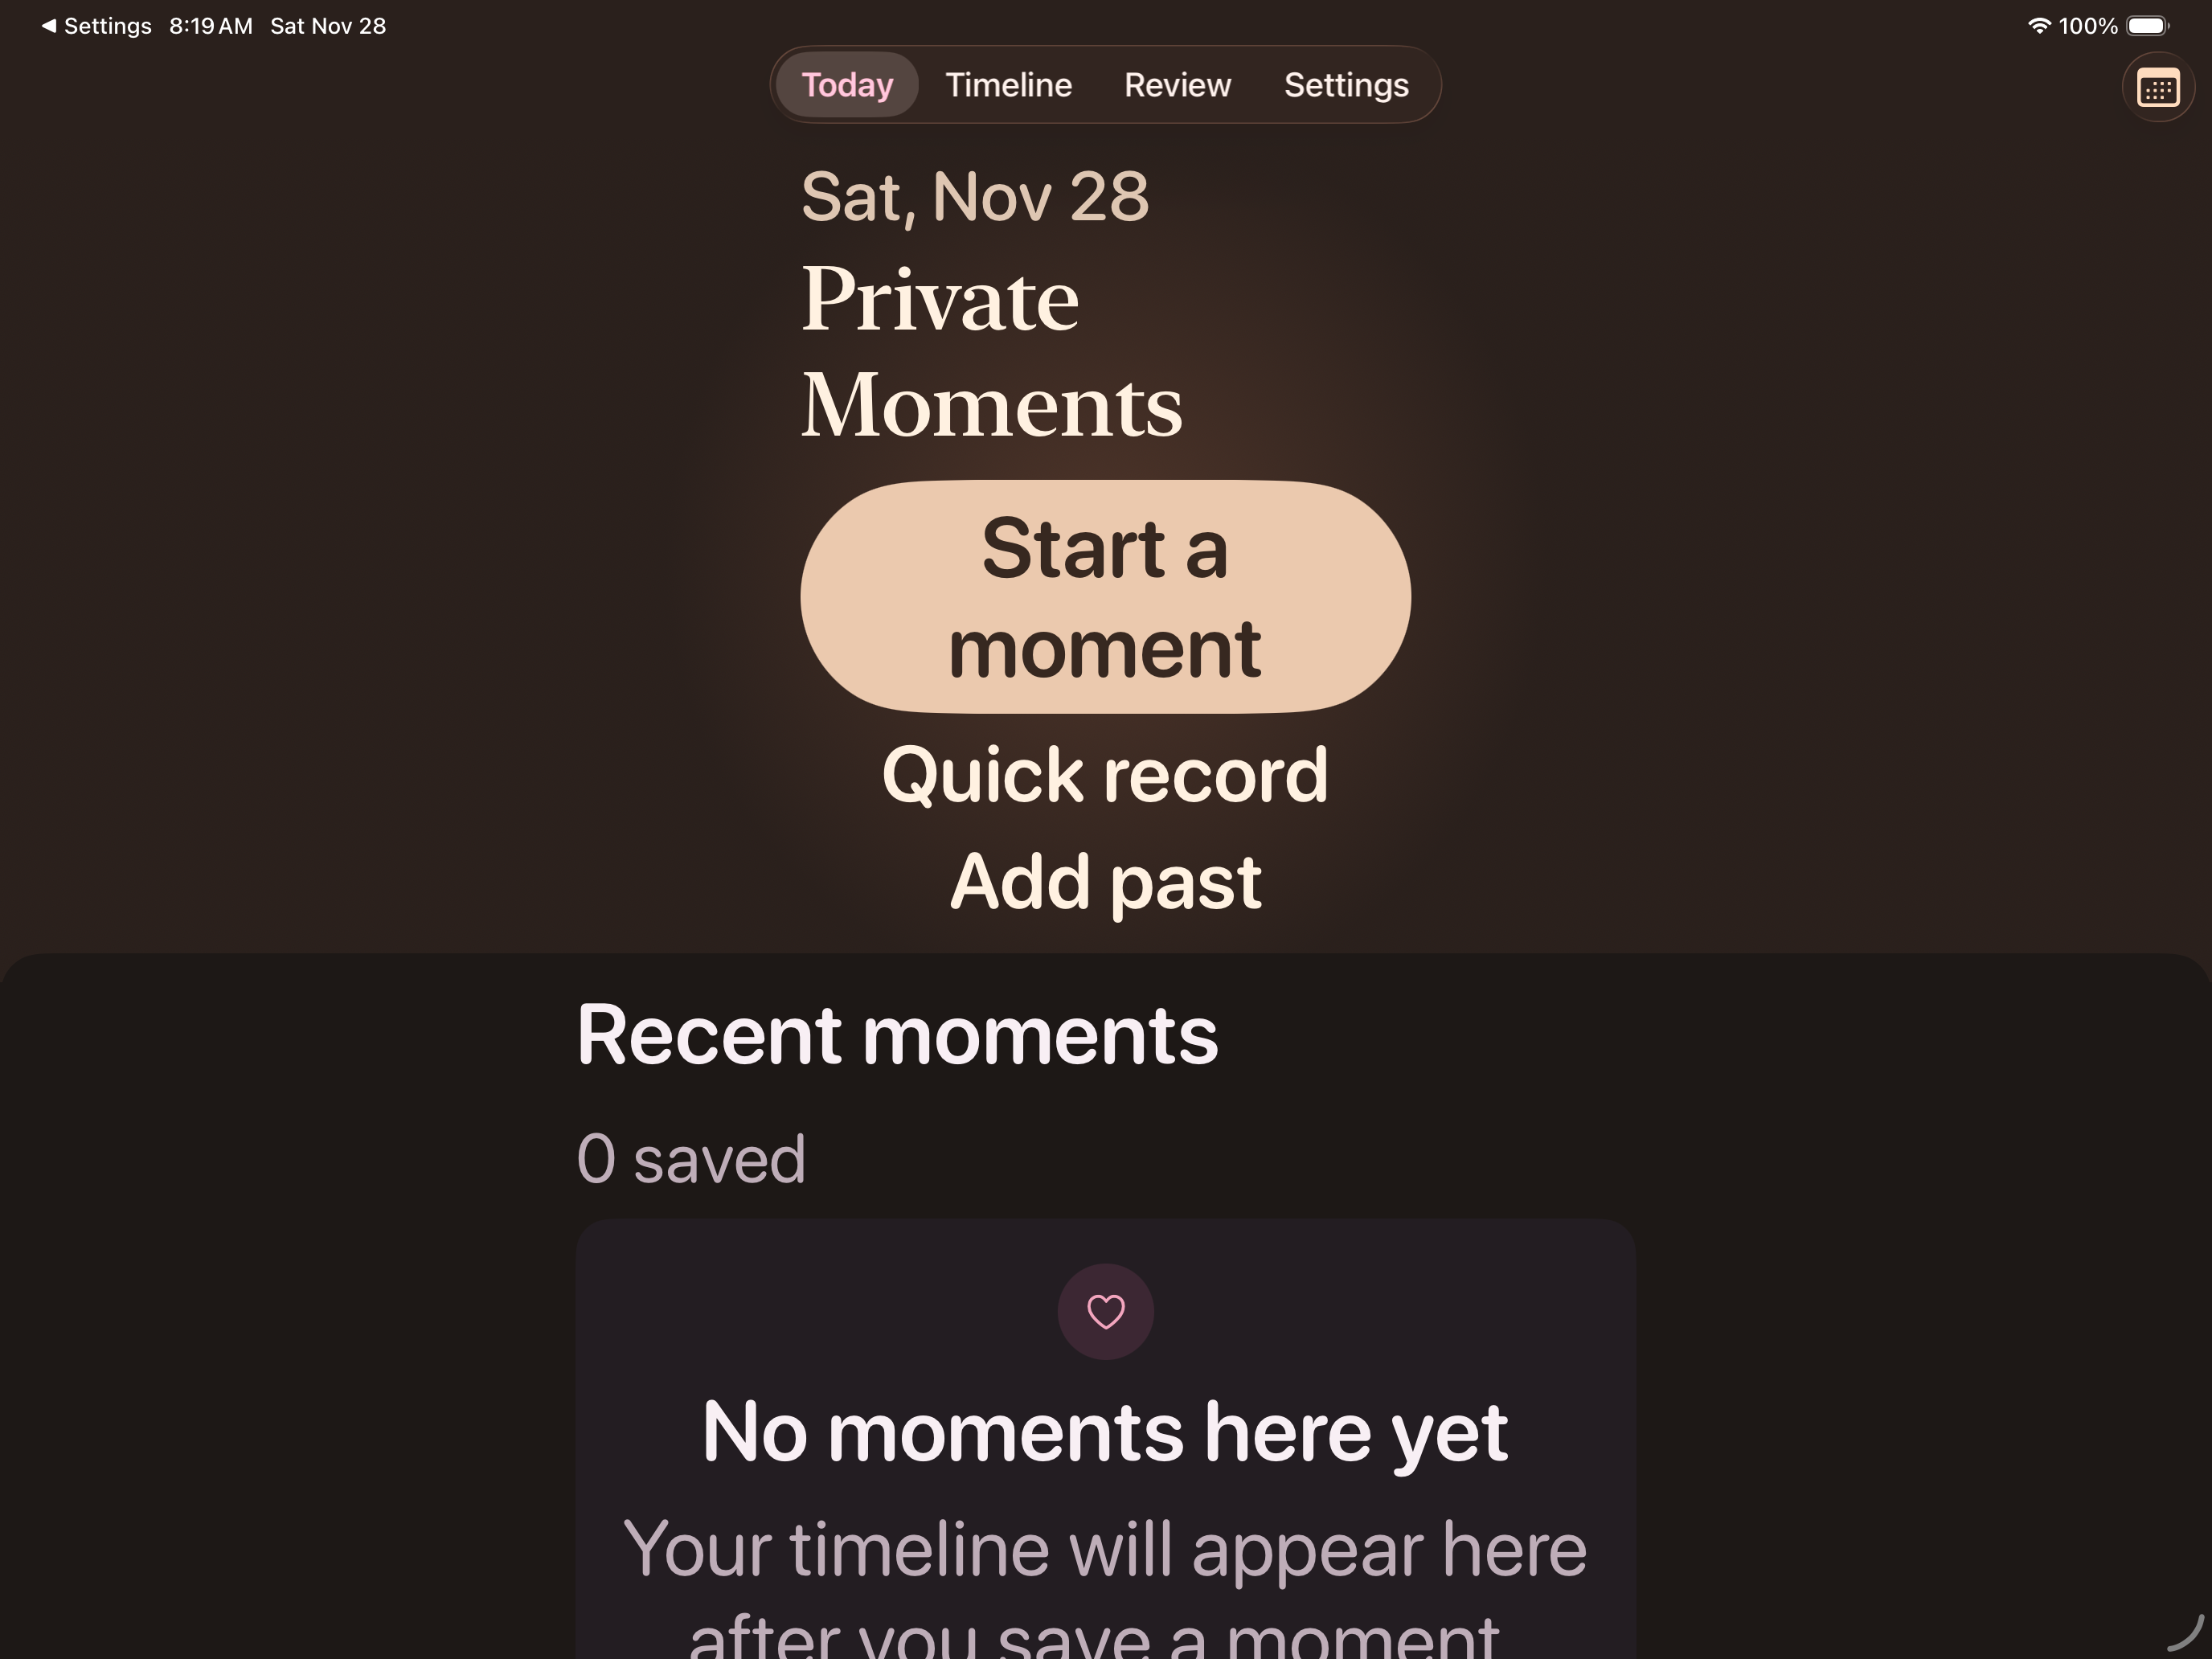 Settings 8:19 AM Sat Nov 28
100%
Today Timeline Review Settings
Sat, Nov 28
Private
Moments
Start a
moment
Quick record
Add past
Recent moments
0 saved
No moments here yet
Your timeline will appear here
after you save a moment